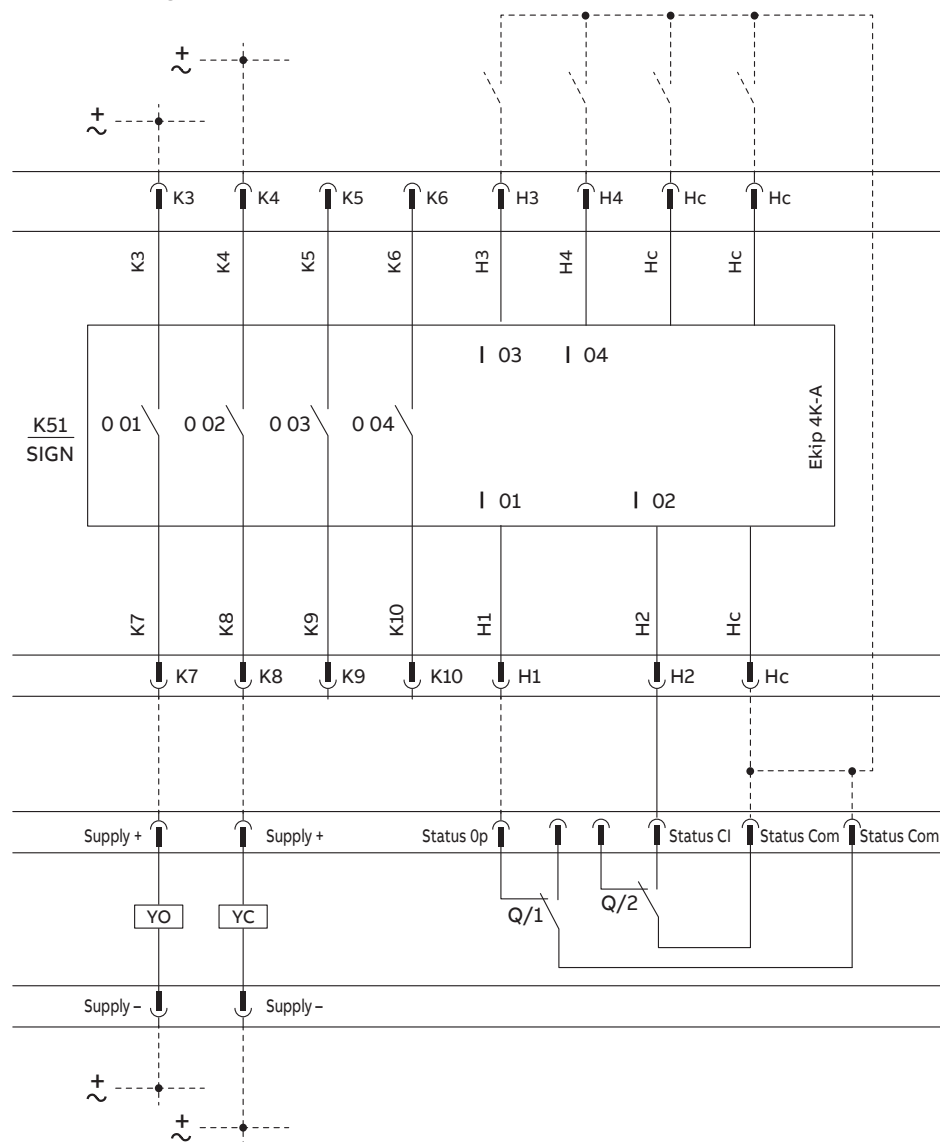 +
~
+
~
K3 K4 K5 K6 H3 H4 Hc Hc
K3 K4 K5 K6 H3 H4 Hc Hc
I 03 I 04
K51
SIGN
0 01 0 02 0 03 0 04
Ekip 4K-A
I 01 I 02
K7 K8 K9 K10 H1 H2 Hc
K7 K8 K9 K10 H1 H2 Hc
Supply + Supply + Status 0p Status Cl Status Com Status Com
YO YC Q/1 Q/2
Supply – Supply –
+
~
+
~